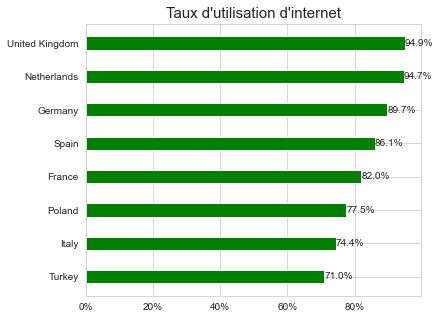 Taux d'utilisation d'internet
United Kingdom 94.9%
Netherlands 94.7%
Germany 89.7%
Spain 86.1%
France 82.0%
Poland 77.5%
Italy 74.4%
Turkey 71.0%
0% 20% 40% 60% 80%